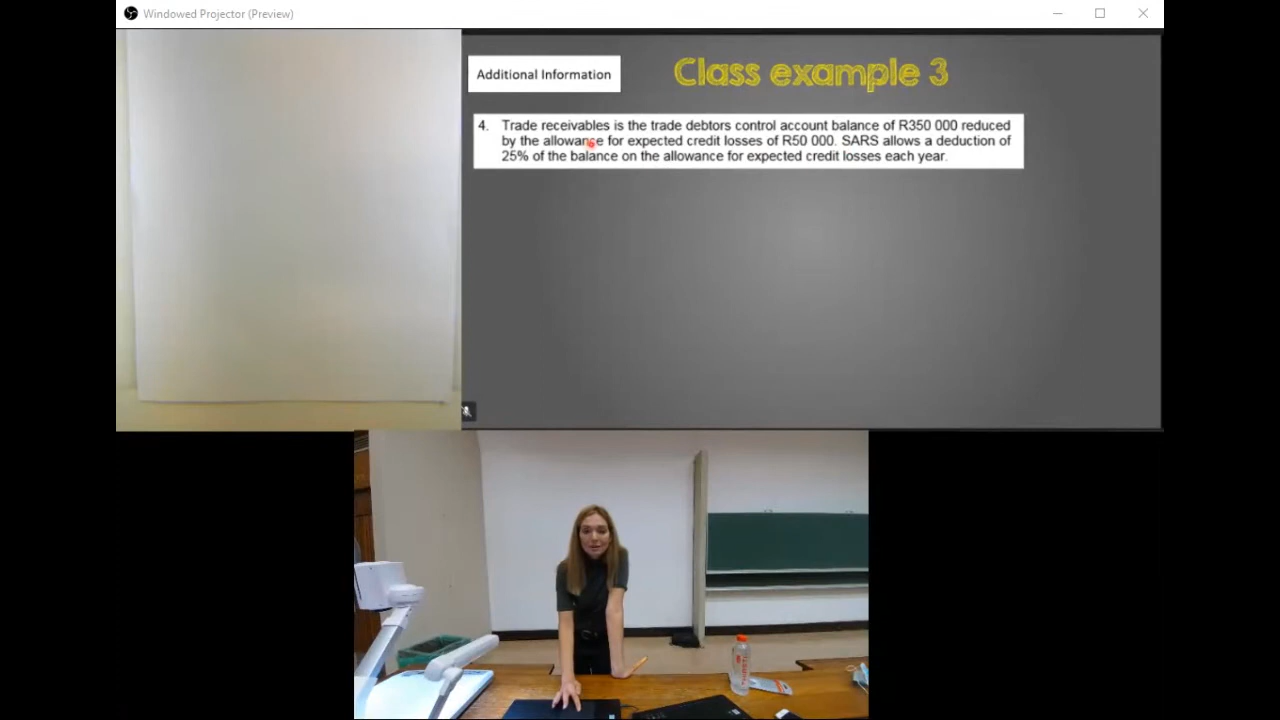 Windowed Projector (Preview)
Additional Information
Class example 3
4. Trade receivables is the trade debtors control account balance of R350 000 reduced
by the allowance for expected credit losses of R50 000. SARS allows a deduction of
25% of the balance on the allowance for expected credit losses each year.